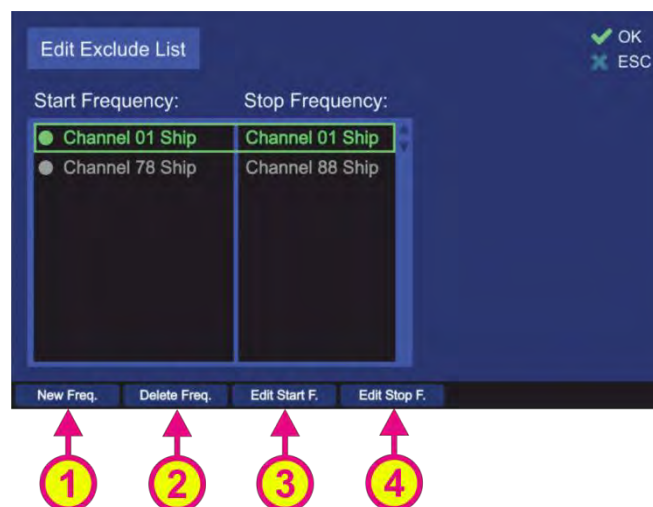 Edit Exclude List
OK
ESC
Start Frequency: Stop Frequency:
Channel 01 Ship Channel 01 Ship
Channel 78 Ship Channel 88 Ship
New Freq. Delete Freq. Edit Start F. Edit Stop F.
1 2 3 4